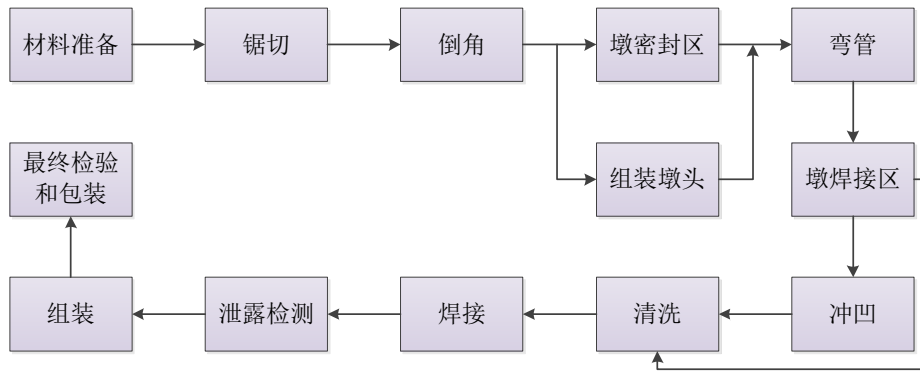 材料准备
锯切
倒角
墩密封区
弯管
最终检验
和包装
组装墩头
墩焊接区
组装
泄露检测
焊接
清洗
冲凹